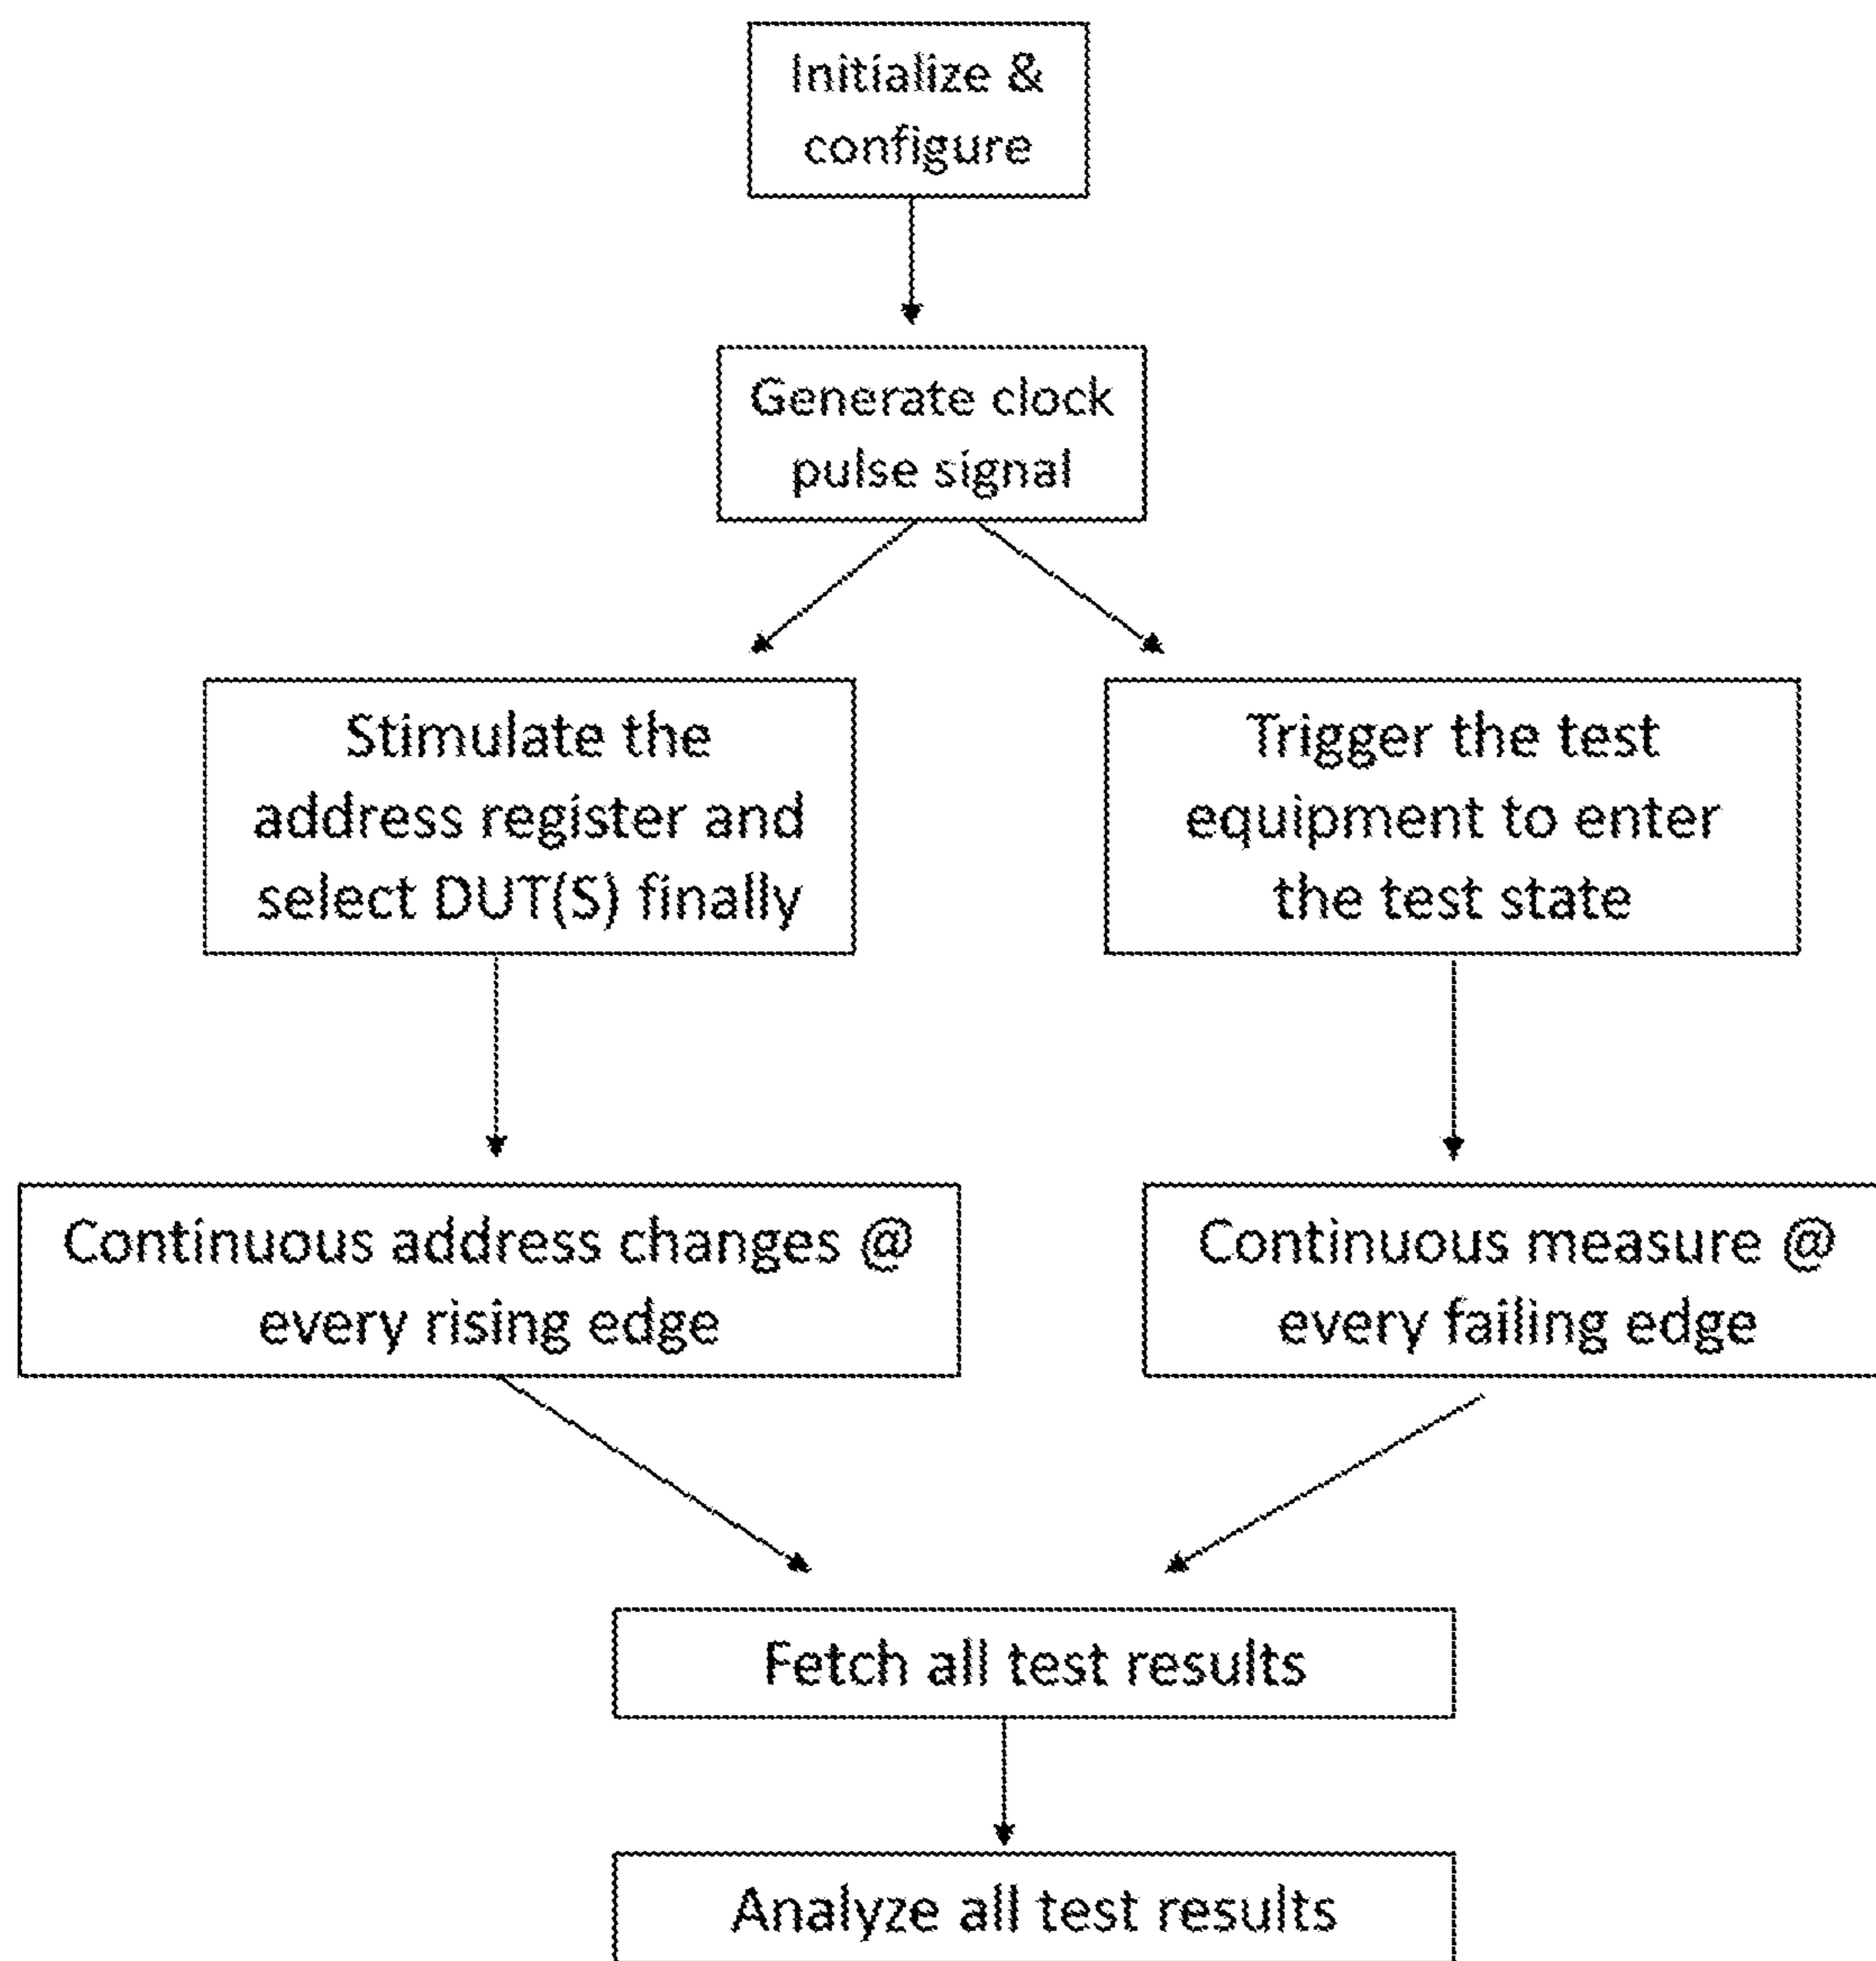 Initialize &
configure
Generate clock
pulse signal
Stimulate the
address register and
select DUT(S) finally
Trigger the test
equipment to enter
the test state
Continuous address changes @
every rising edge
Continuous measure @
every failing edge
Fetch all test results
Analyze all test results